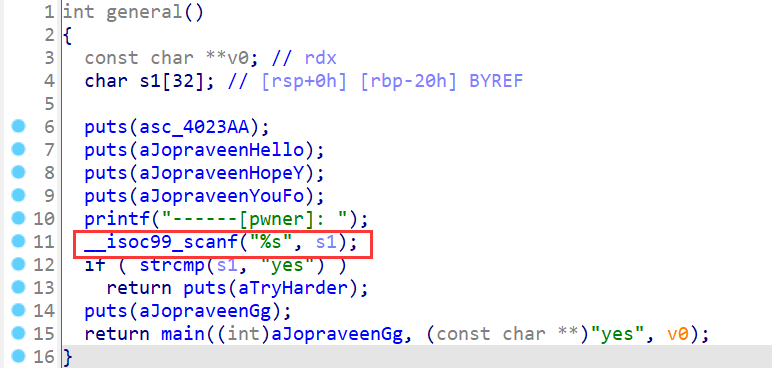 1 int general()
2 {
3   const char **v0; // rdx
4   char s1[32]; // [rsp+0h] [rbp-20h] BYREF
5
6   puts(asc_4023AA);
7   puts(aJopraveenHello);
8   puts(aJopraveenHopeY);
9   puts(aJopraveenYouFo);
10   printf("------[pwner]: ");
11   __isoc99_scanf("%s", s1);
12   if ( strcmp(s1, "yes") )
13     return puts(aTryHarder);
14   puts(aJopraveenGg);
15   return main((int)aJopraveenGg, (const char **)"yes", v0);
16 }